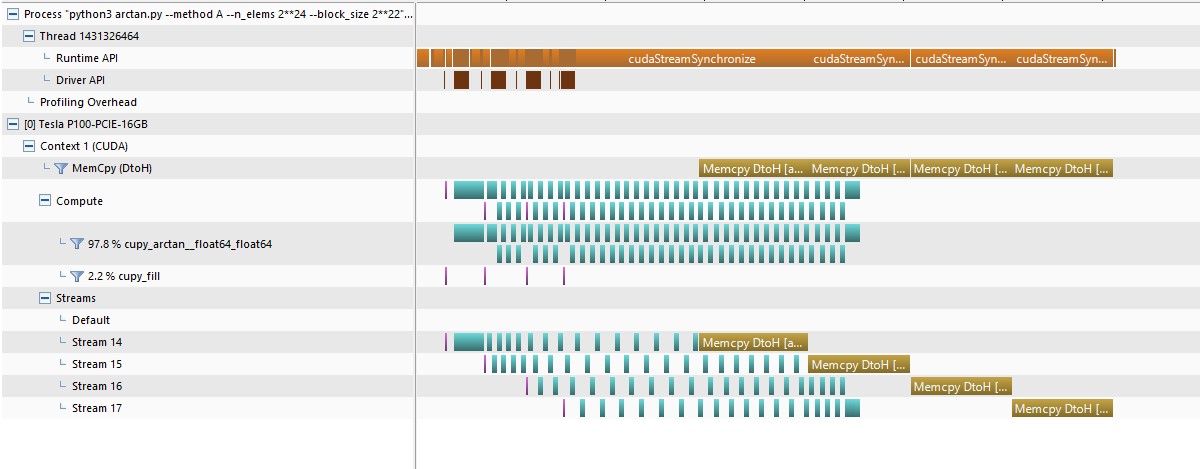 Process "python3 arctan.py --method A --n_elems 2**24 --block_size 2**22"...
Thread 1431326464
Runtime API
cudaStreamSynchronize cudaStreamSyn... cudaStreamSyn... cudaStreamSyn...
Driver API
Profiling Overhead
[0] Tesla P100-PCIE-16GB
Context 1 (CUDA)
MemCpy (DtoH)
Memcpy DtoH [a... Memcpy DtoH [... Memcpy DtoH [... Memcpy DtoH [...
Compute
97.8 % cupy_arctan__float64_float64
2.2 % cupy_fill
Streams
Default
Stream 14
Memcpy DtoH [a...
Stream 15
Memcpy DtoH [...
Stream 16
Memcpy DtoH [...
Stream 17
Memcpy DtoH [...